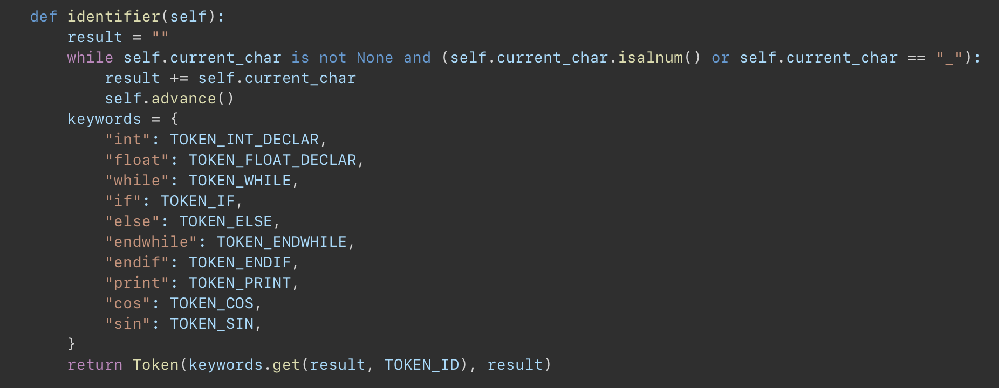 def identifier(self):
    result = ""
    while self.current_char is not None and (self.current_char.isalnum() or self.current_char == "_"):
        result += self.current_char
        self.advance()
    keywords = {
        "int": TOKEN_INT_DECLAR,
        "float": TOKEN_FLOAT_DECLAR,
        "while": TOKEN_WHILE,
        "if": TOKEN_IF,
        "else": TOKEN_ELSE,
        "endwhile": TOKEN_ENDWHILE,
        "endif": TOKEN_ENDIF,
        "print": TOKEN_PRINT,
        "cos": TOKEN_COS,
        "sin": TOKEN_SIN,
    }
    return Token(keywords.get(result, TOKEN_ID), result)